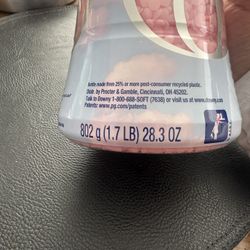 Bottle made from 25% or more post-consumer recycled plastic.
Distr. by Procter & Gamble, Cincinnati, OH 45202.
Talk to Downy 1-800-688-SOFT (7638) or visit us at www.downy.com
Patents: www.pg.com/patents
802 g (1.7 LB) 28.3 OZ